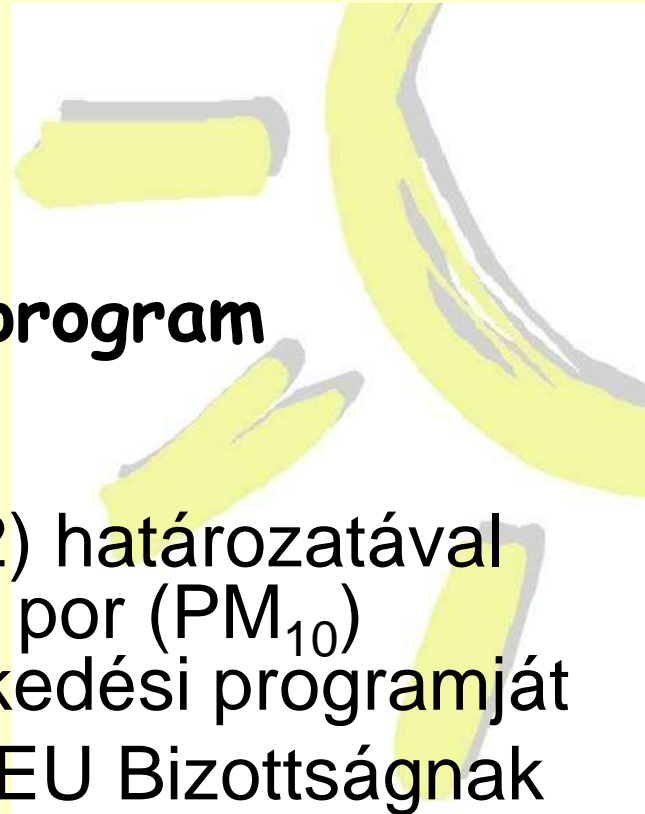 program
2) határozatával
por (PM₁₀)
kedési programját
EU Bizottságnak